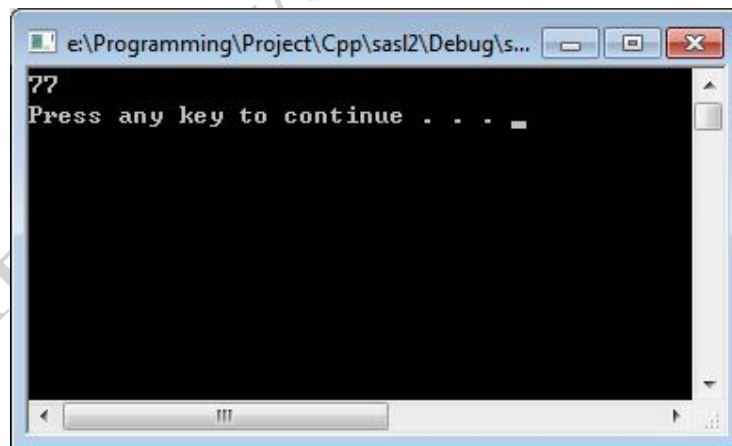 e:\Programming\Project\Cpp\sasl2\Debug\s...
77
Press any key to continue . . . _